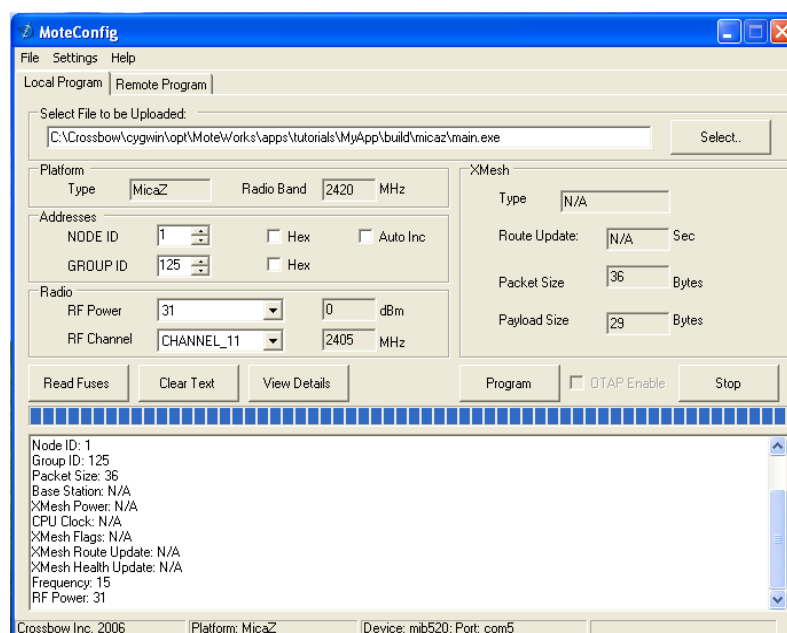 MoteConfig
File Settings Help
Local Program Remote Program
Select File to be Uploaded:
C:\Crossbow\cygwin\opt\MoteWorks\apps\tutorials\MyApp\build\micaz\main.exe Select..
Platform
Type MicaZ Radio Band 2420 MHz
Addresses
NODE ID 1 Hex Auto Inc
GROUP ID 125 Hex
Radio
RF Power 31 0 dBm
RF Channel CHANNEL_11 2405 MHz
XMesh
Type N/A
Route Update: N/A Sec
Packet Size 36 Bytes
Payload Size 29 Bytes
Read Fuses Clear Text View Details Program OTAP Enable Stop
Node ID: 1
Group ID: 125
Packet Size: 36
Base Station: N/A
XMesh Power: N/A
CPU Clock: N/A
XMesh Flags: N/A
XMesh Route Update: N/A
XMesh Health Update: N/A
Frequency: 15
RF Power: 31
Crossbow Inc. 2006 Platform: MicaZ Device: mib520: Port: com5